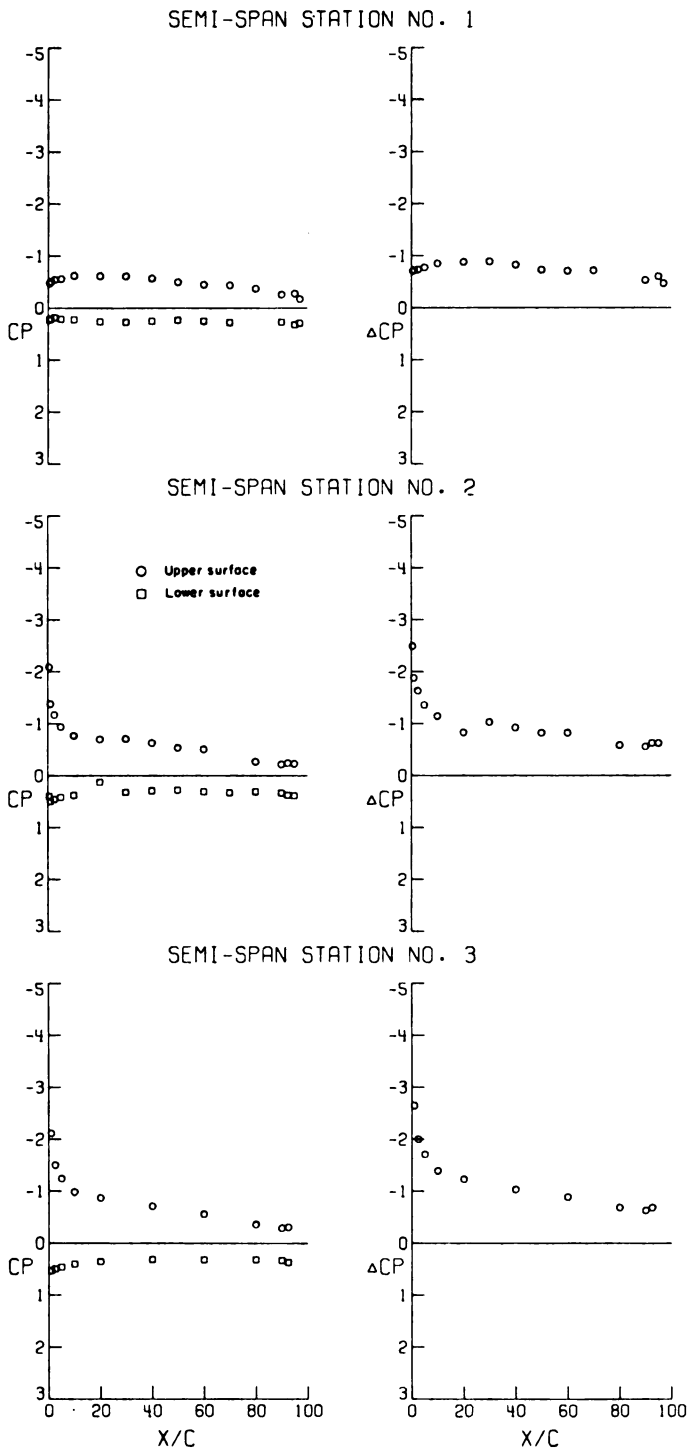 SEMI-SPAN STATION NO. 1
-5 -5
-4 -4
-3 -3
-2 -2
-1 -1
0 0
CP ΔCP
1 1
2 2
3 3
SEMI-SPAN STATION NO. 2
-5 -5
○ Upper surface
-4 -4
□ Lower surface
-3 -3
-2 -2
-1 -1
0 0
CP ΔCP
1 1
2 2
3 3
SEMI-SPAN STATION NO. 3
-5 -5
-4 -4
-3 -3
-2 -2
-1 -1
0 0
CP ΔCP
1 1
2 2
3 3
0 20 40 60 80 100 0 20 40 60 80 100
X/C X/C